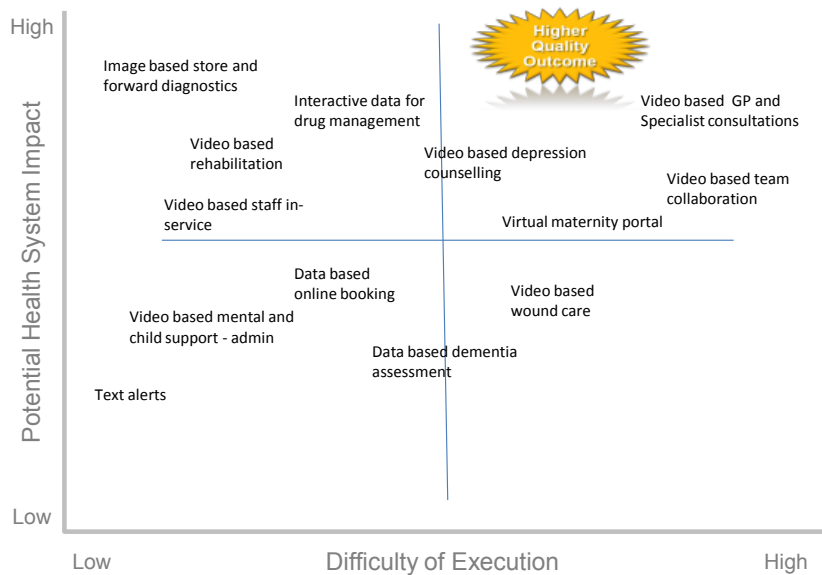 High
Higher
Quality
Outcome
Image based store and
forward diagnostics
Interactive data for
drug management
Video based GP and
Specialist consultations
Video based
rehabilitation
Video based depression
counselling
Video based team
collaboration
Video based staff in-
service
Virtual maternity portal
Potential Health System Impact
Data based
online booking
Video based
wound care
Video based mental and
child support - admin
Data based dementia
assessment
Text alerts
Low
Low
Difficulty of Execution
High